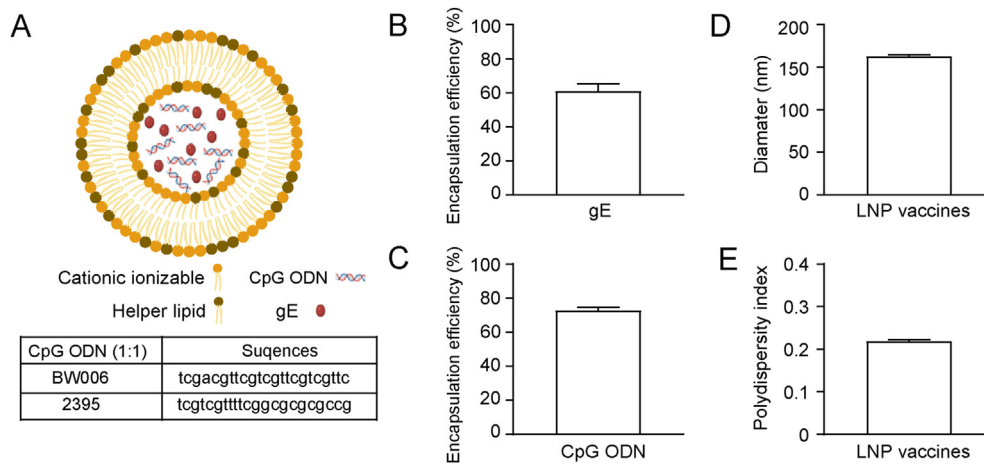 A
Cationic ionizable
CpG ODN
Helper lipid
gE
CpG ODN (1:1) Suqences
BW006 tcgacgttcgtcgttcgtcgttc
2395 tcgtcgttttcggcgcgcgccg
B
Encapsulation efficiency (%)
100
80
60
40
20
0
gE
C
Encapsulation efficiency (%)
100
80
60
40
20
0
CpG ODN
D
Diamater (nm)
200
150
100
50
0
LNP vaccines
E
Polydispersity index
0.4
0.3
0.2
0.1
0
LNP vaccines